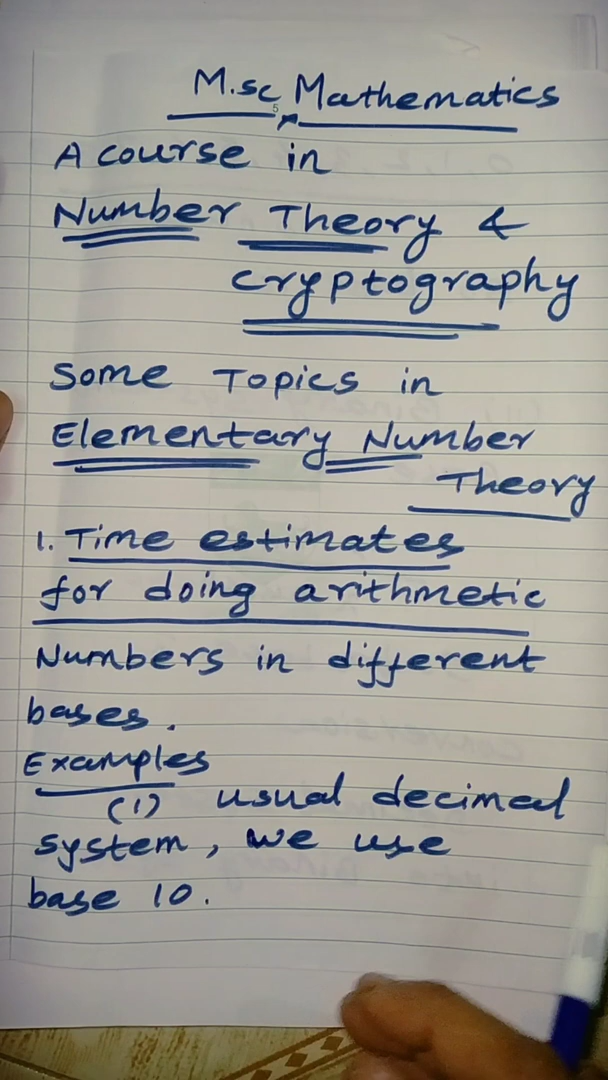 M.sc Mathematics
A course in
Number Theory &
cryptography
Some Topics in
Elementary Number
Theory
1. Time estimates
for doing arithmetic
Numbers in different
bases.
Examples
(1) usual decimal
system, we use
base 10.